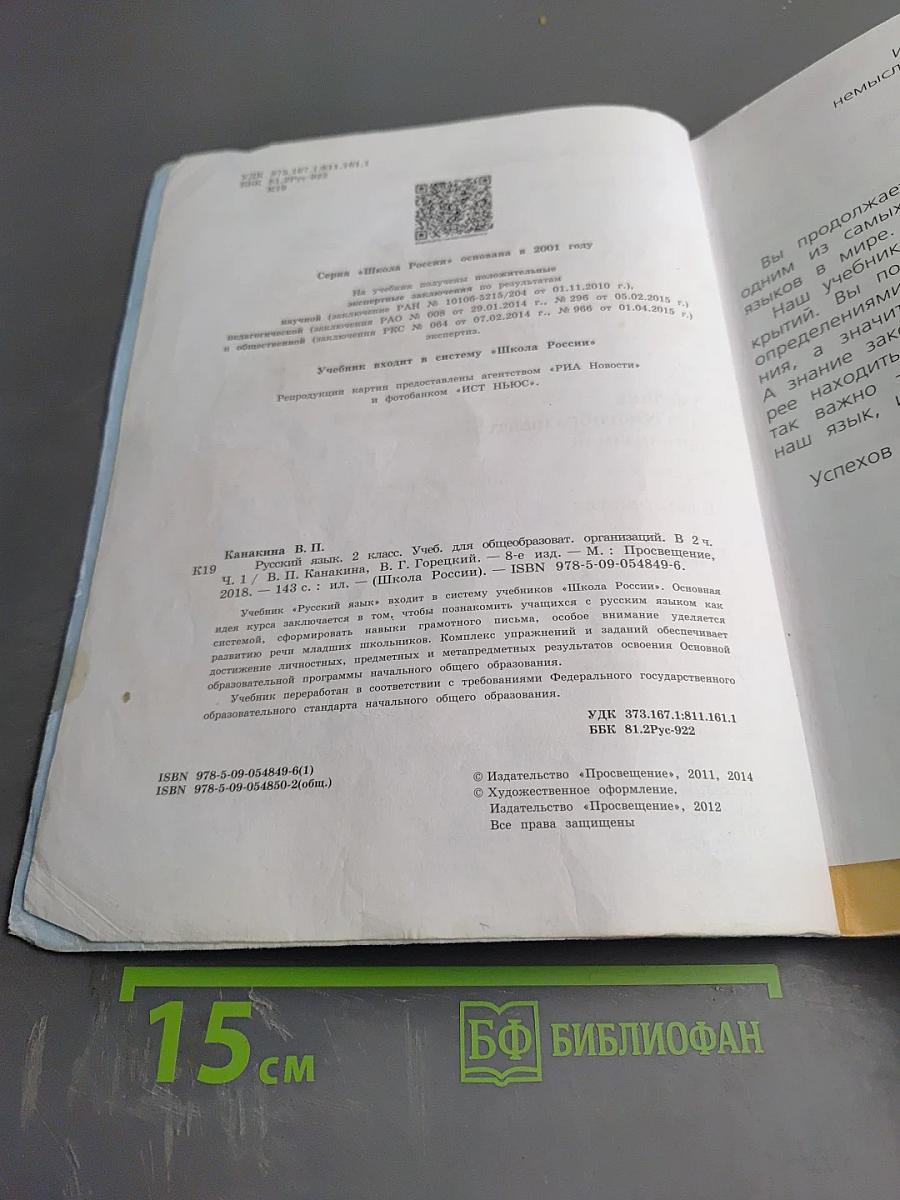 УДК 373.167.1:811.161.1
ББК 81.2Рус-922
К19
Серия «Школа России» основана в 2001 году
На учебник получены положительные
экспертные заключения по результатам
научной (заключение РАН № 10106-5215/204 от 01.11.2010 г.),
педагогической (заключения РАО № 008 от 29.01.2014 г., № 296 от 05.02.2015 г.)
и общественной (заключения РКС № 064 от 07.02.2014 г., № 966 от 01.04.2015 г.)
экспертиз.
Учебник входит в систему «Школа России»
Репродукции картин предоставлены агентством «РИА Новости»
и фотобанком «ИСТ НЬЮС».
Канакина В. П.
К19 Русский язык. 2 класс. Учеб. для общеобразоват. организаций. В 2 ч.
Ч. 1 / В. П. Канакина, В. Г. Горецкий. — 8-е изд. — М. : Просвещение,
2018. — 143 с. : ил. — (Школа России). — ISBN 978-5-09-054849-6.
Учебник «Русский язык» входит в систему учебников «Школа России». Основная
идея курса заключается в том, чтобы познакомить учащихся с русским языком как
системой, сформировать навыки грамотного письма, особое внимание уделяется
развитию речи младших школьников. Комплекс упражнений и заданий обеспечивает
достижение личностных, предметных и метапредметных результатов освоения Основной
образовательной программы начального общего образования.
Учебник переработан в соответствии с требованиями Федерального государственного
образовательного стандарта начального общего образования.
УДК 373.167.1:811.161.1
ББК 81.2Рус-922
ISBN 978-5-09-054849-6(1)
ISBN 978-5-09-054850-2(общ.)
© Издательство «Просвещение», 2011, 2014
© Художественное оформление.
Издательство «Просвещение», 2012
Все права защищены
немысл
Вы продолжает
одним из самых
языков в мире.
Наш учебник
крытий. Вы по
определениями
ния, а значит
А знание зако
рее находить
так важно —
наш язык,
Успехов
15 см
БФ БИБЛИОФАН